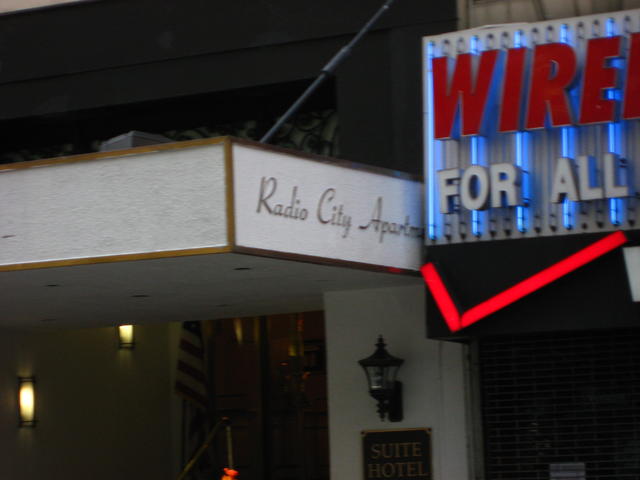 Radio City Apartm
WIRE
FOR ALL
SUITE
HOTEL